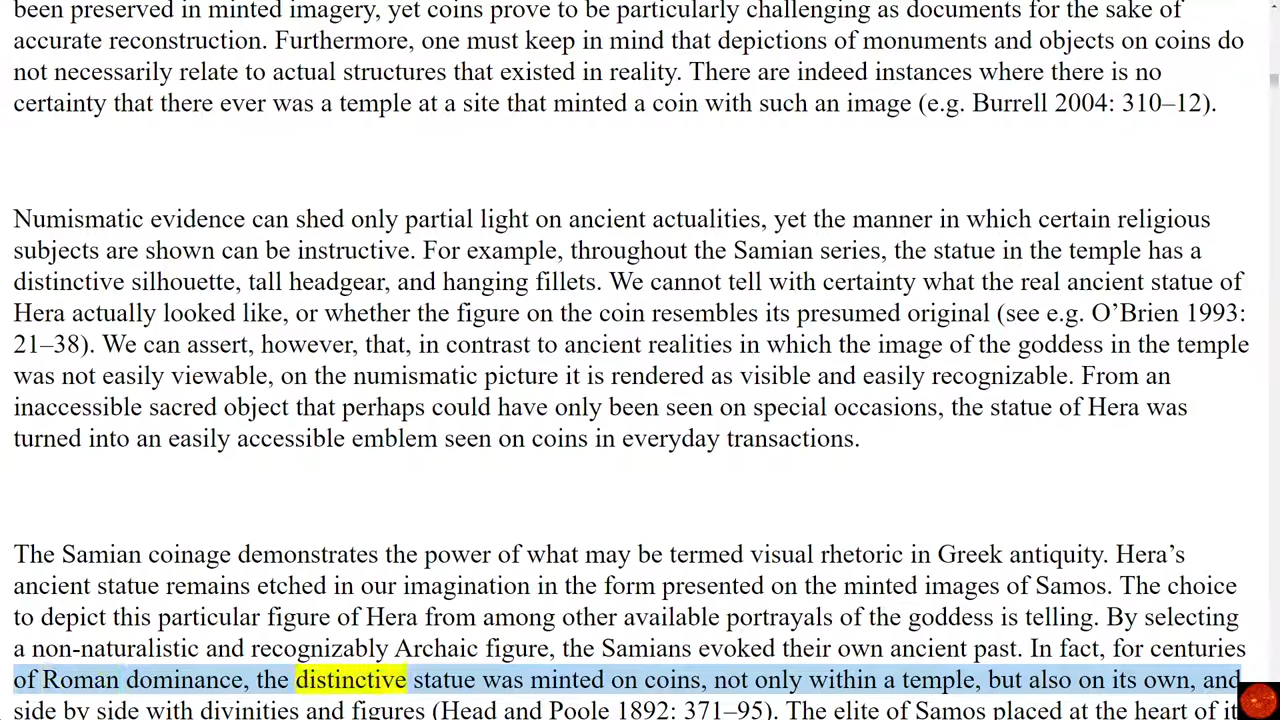 been preserved in minted imagery, yet coins prove to be particularly challenging as documents for the sake of
accurate reconstruction. Furthermore, one must keep in mind that depictions of monuments and objects on coins do
not necessarily relate to actual structures that existed in reality. There are indeed instances where there is no
certainty that there ever was a temple at a site that minted a coin with such an image (e.g. Burrell 2004: 310–12).
Numismatic evidence can shed only partial light on ancient actualities, yet the manner in which certain religious
subjects are shown can be instructive. For example, throughout the Samian series, the statue in the temple has a
distinctive silhouette, tall headgear, and hanging fillets. We cannot tell with certainty what the real ancient statue of
Hera actually looked like, or whether the figure on the coin resembles its presumed original (see e.g. O’Brien 1993:
21–38). We can assert, however, that, in contrast to ancient realities in which the image of the goddess in the temple
was not easily viewable, on the numismatic picture it is rendered as visible and easily recognizable. From an
inaccessible sacred object that perhaps could have only been seen on special occasions, the statue of Hera was
turned into an easily accessible emblem seen on coins in everyday transactions.
The Samian coinage demonstrates the power of what may be termed visual rhetoric in Greek antiquity. Hera’s
ancient statue remains etched in our imagination in the form presented on the minted images of Samos. The choice
to depict this particular figure of Hera from among other available portrayals of the goddess is telling. By selecting
a non-naturalistic and recognizably Archaic figure, the Samians evoked their own ancient past. In fact, for centuries
of Roman dominance, the distinctive statue was minted on coins, not only within a temple, but also on its own, and
side by side with divinities and figures (Head and Poole 1892: 371–95). The elite of Samos placed at the heart of